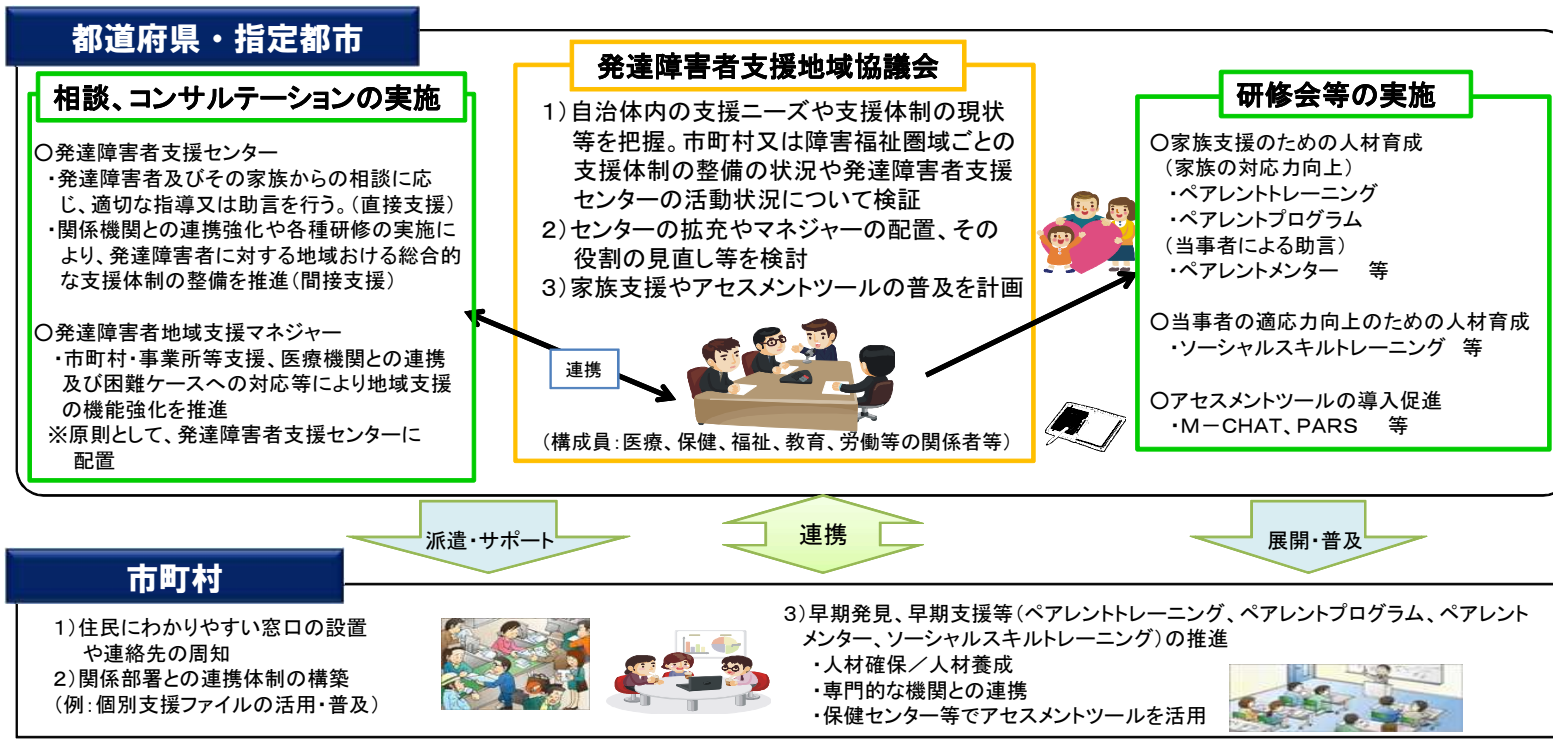 都道府県・指定都市
相談、コンサルテーションの実施
○発達障害者支援センター
・発達障害者及びその家族からの相談に応
じ、適切な指導又は助言を行う。(直接支援)
・関係機関との連携強化や各種研修の実施に
より、発達障害者に対する地域おける総合的
な支援体制の整備を推進(間接支援)
○発達障害者地域支援マネジャー
・市町村・事業所等支援、医療機関との連携
及び困難ケースへの対応等により地域支援
の機能強化を推進
※原則として、発達障害者支援センターに
配置
発達障害者支援地域協議会
1)自治体内の支援ニーズや支援体制の現状
等を把握。市町村又は障害福祉圏域ごとの
支援体制の整備の状況や発達障害者支援
センターの活動状況について検証
2)センターの拡充やマネジャーの配置、その
役割の見直し等を検討
3)家族支援やアセスメントツールの普及を計画
連携
(構成員:医療、保健、福祉、教育、労働等の関係者等)
研修会等の実施
○家族支援のための人材育成
(家族の対応力向上)
・ペアレントトレーニング
・ペアレントプログラム
(当事者による助言)
・ペアレントメンター 等
○当事者の適応力向上のための人材育成
・ソーシャルスキルトレーニング 等
○アセスメントツールの導入促進
・M-CHAT、PARS 等
派遣・サポート
連携
展開・普及
市町村
1)住民にわかりやすい窓口の設置
や連絡先の周知
2)関係部署との連携体制の構築
(例:個別支援ファイルの活用・普及)
3)早期発見、早期支援等(ペアレントトレーニング、ペアレントプログラム、ペアレント
メンター、ソーシャルスキルトレーニング)の推進
・人材確保/人材養成
・専門的な機関との連携
・保健センター等でアセスメントツールを活用